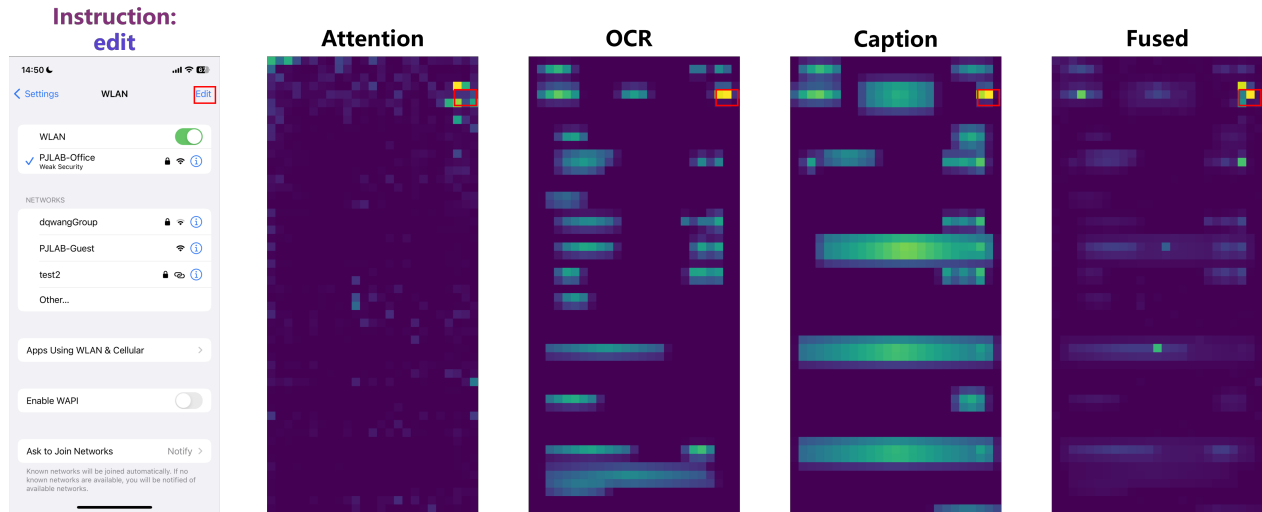 Instruction:
edit
Attention
OCR
Caption
Fused
14:50
Settings
WLAN
Edit
WLAN
PJLAB-Office
Weak Security
NETWORKS
dqwangGroup
PJLAB-Guest
test2
Other...
Apps Using WLAN & Cellular
Enable WAPI
Ask to Join Networks
Notify
Known networks will be joined automatically. If no
known networks are available, you will be notified of
available networks.